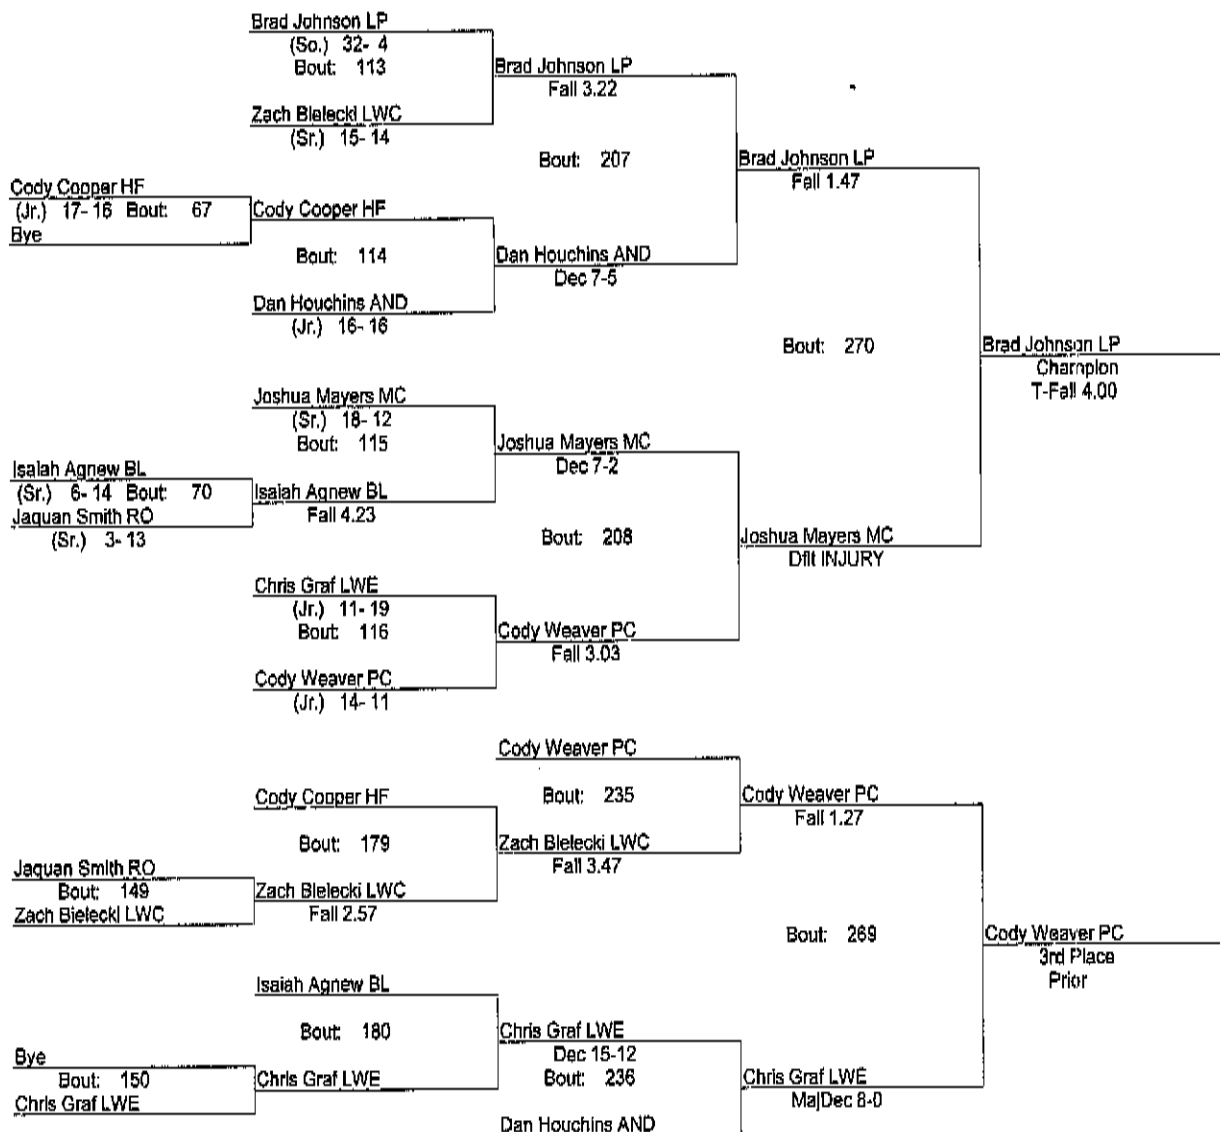 Brad Johnson LP
(So.) 32- 4
Bout: 113
Brad Johnson LP
Fall 3.22
Zach Bielecki LWC
(Sr.) 15- 14
Bout: 207
Brad Johnson LP
Fall 1.47
Cody Cooper HF
(Jr.) 17- 16 Bout: 67
Bye
Cody Cooper HF
Bout: 114
Dan Houchins AND
Dec 7-5
Dan Houchins AND
(Jr.) 16- 16
Bout: 270
Brad Johnson LP
Champion
T-Fall 4.00
Joshua Mayers MC
(Sr.) 18- 12
Bout: 115
Joshua Mayers MC
Dec 7-2
Isaiah Agnew BL
(Sr.) 6- 14 Bout: 70
Jaquan Smith RO
(Sr.) 3- 13
Isaiah Agnew BL
Fall 4.23
Bout: 208
Joshua Mayers MC
Dflt INJURY
Chris Graf LWE
(Jr.) 11- 19
Bout: 116
Cody Weaver PC
Fall 3.03
Cody Weaver PC
(Jr.) 14- 11
Cody Weaver PC
Bout: 235
Cody Weaver PC
Fall 1.27
Cody Cooper HF
Bout: 179
Zach Bielecki LWC
Fall 3.47
Jaquan Smith RO
Bout: 149
Zach Bielecki LWC
Zach Bielecki LWC
Fall 2.57
Bout: 269
Cody Weaver PC
3rd Place
Prior
Isaiah Agnew BL
Bout: 180
Chris Graf LWE
Dec 15-12
Bout: 236
Bye
Bout: 150
Chris Graf LWE
Chris Graf LWE
Chris Graf LWE
MajDec 8-0
Dan Houchins AND